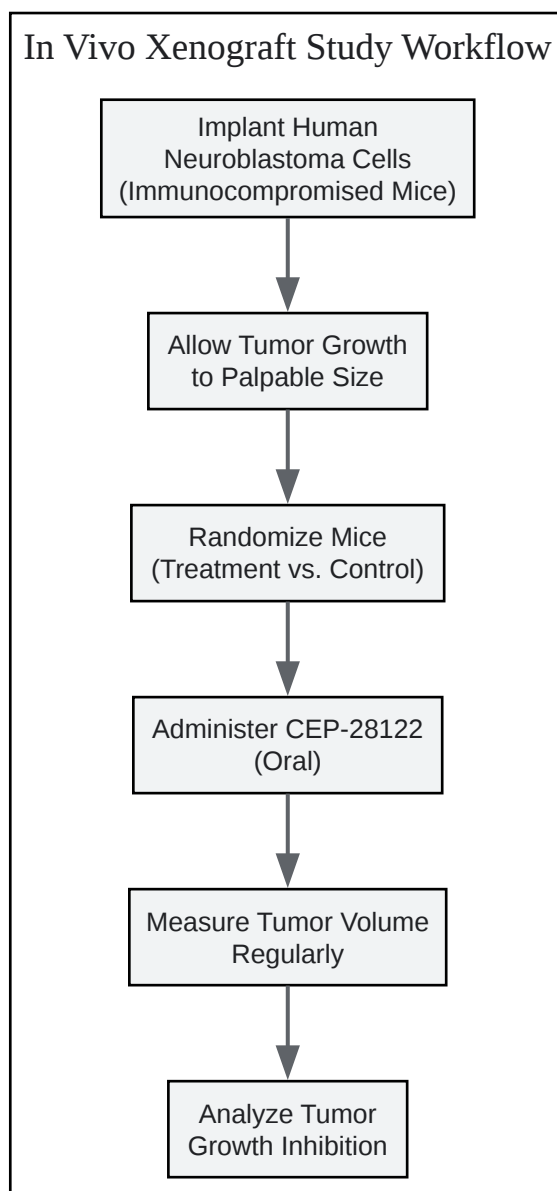 In Vivo Xenograft Study Workflow
Implant Human
Neuroblastoma Cells
(Immunocompromised Mice)
Allow Tumor Growth
to Palpable Size
Randomize Mice
(Treatment vs. Control)
Administer CEP-28122
(Oral)
Measure Tumor Volume
Regularly
Analyze Tumor
Growth Inhibition